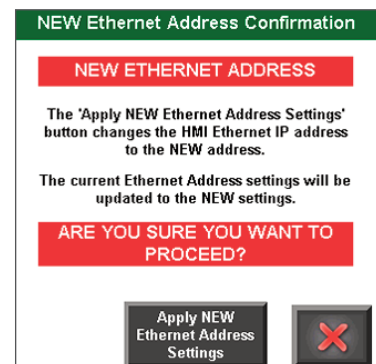 NEW Ethernet Address Confirmation
NEW ETHERNET ADDRESS
The 'Apply NEW Ethernet Address Settings'
button changes the HMI Ethernet IP address
to the NEW address.
The current Ethernet Address settings will be
updated to the NEW settings.
ARE YOU SURE YOU WANT TO
PROCEED?
Apply NEW
Ethernet Address
Settings